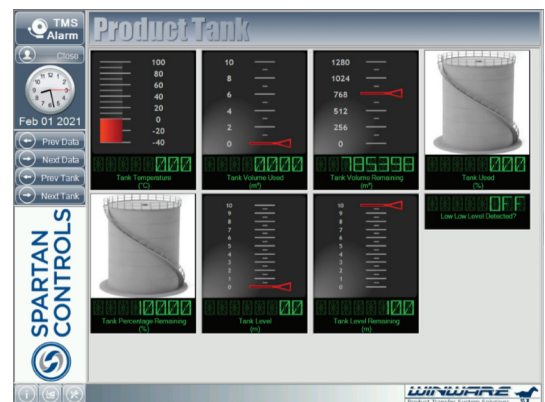 TMS
Alarm
Product Tank
Close
Feb 01 2021
Prev Data
Next Data
Prev Tank
Next Tank
SPARTAN
CONTROLS
100
80
60
40
20
0
-20
-40
000
Tank Temperature
(°C)
10
8
6
4
2
0
0000
Tank Volume Used
(m³)
1280
1024
768
512
256
0
785398
Tank Volume Remaining
(m³)
000
Tank Used
(%)
10000
Tank Percentage Remaining
(%)
10
9
8
7
6
5
4
3
2
1
0
00
Tank Level
(m)
10
9
8
7
6
5
4
3
2
1
0
100
Tank Level Remaining
(m)
OFF
Low Low Level Detected?
WINWARE
Product Transfer Systems Solutions